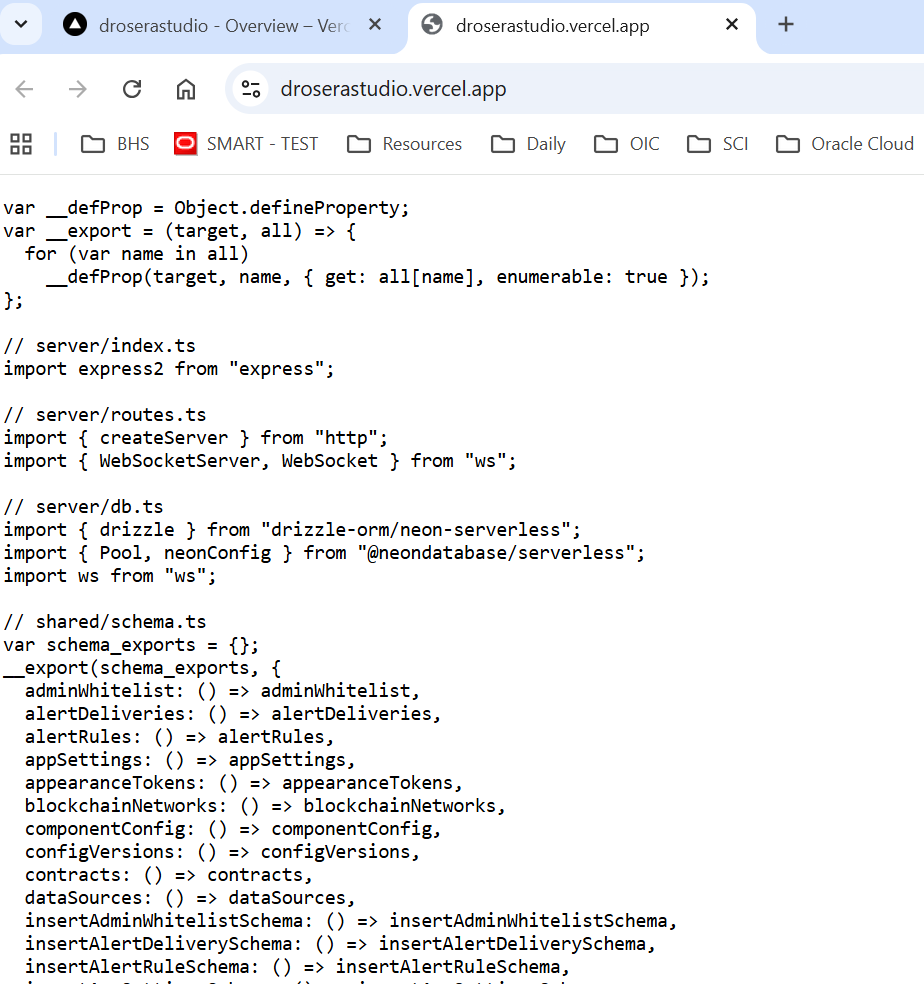 droserastudio - Overview – Verc
droserastudio.vercel.app
droserastudio.vercel.app
BHS
SMART - TEST
Resources
Daily
OIC
SCI
Oracle Cloud
var __defProp = Object.defineProperty;
var __export = (target, all) => {
  for (var name in all)
    __defProp(target, name, { get: all[name], enumerable: true });
};
// server/index.ts
import express2 from "express";
// server/routes.ts
import { createServer } from "http";
import { WebSocketServer, WebSocket } from "ws";
// server/db.ts
import { drizzle } from "drizzle-orm/neon-serverless";
import { Pool, neonConfig } from "@neondatabase/serverless";
import ws from "ws";
// shared/schema.ts
var schema_exports = {};
__export(schema_exports, {
  adminWhitelist: () => adminWhitelist,
  alertDeliveries: () => alertDeliveries,
  alertRules: () => alertRules,
  appSettings: () => appSettings,
  appearanceTokens: () => appearanceTokens,
  blockchainNetworks: () => blockchainNetworks,
  componentConfig: () => componentConfig,
  configVersions: () => configVersions,
  contracts: () => contracts,
  dataSources: () => dataSources,
  insertAdminWhitelistSchema: () => insertAdminWhitelistSchema,
  insertAlertDeliverySchema: () => insertAlertDeliverySchema,
  insertAlertRuleSchema: () => insertAlertRuleSchema,